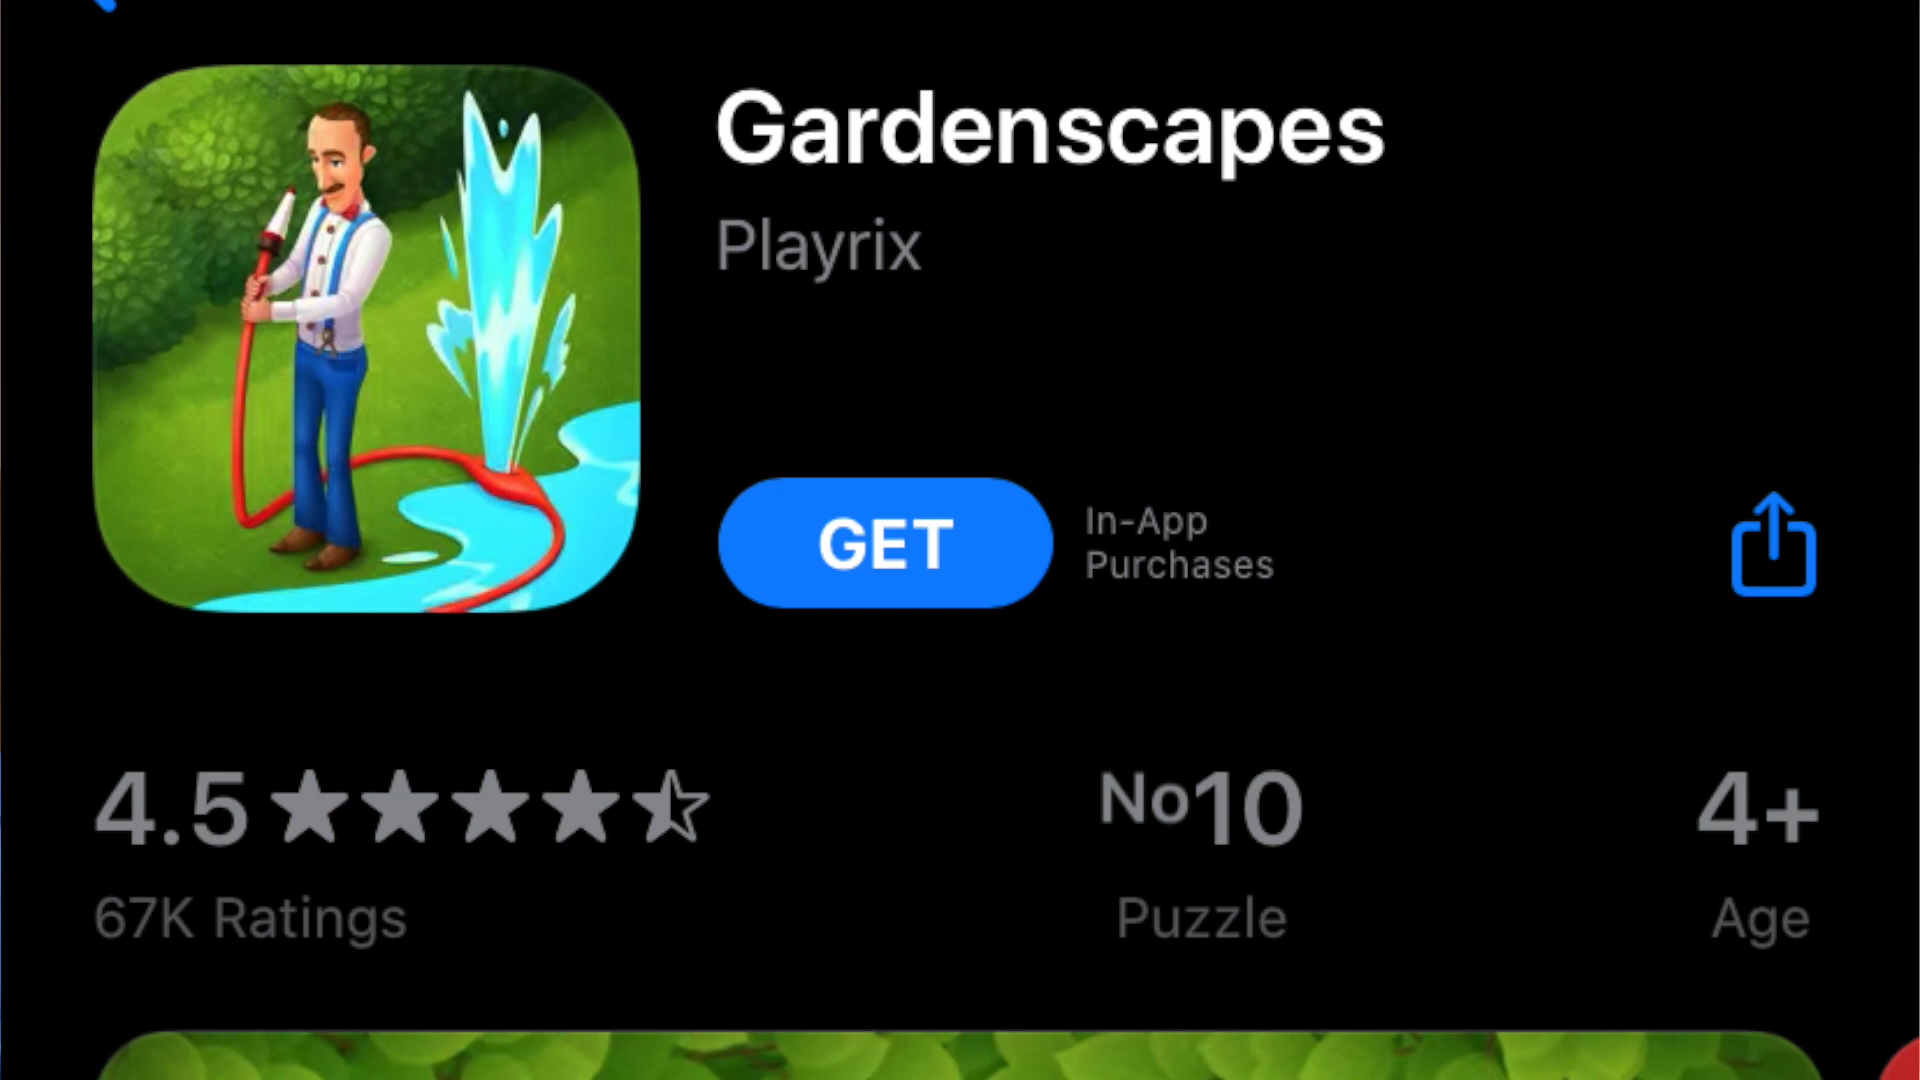 Gardenscapes
Playrix
GET
In-App
Purchases
4.5
No10
4+
67K Ratings
Puzzle
Age